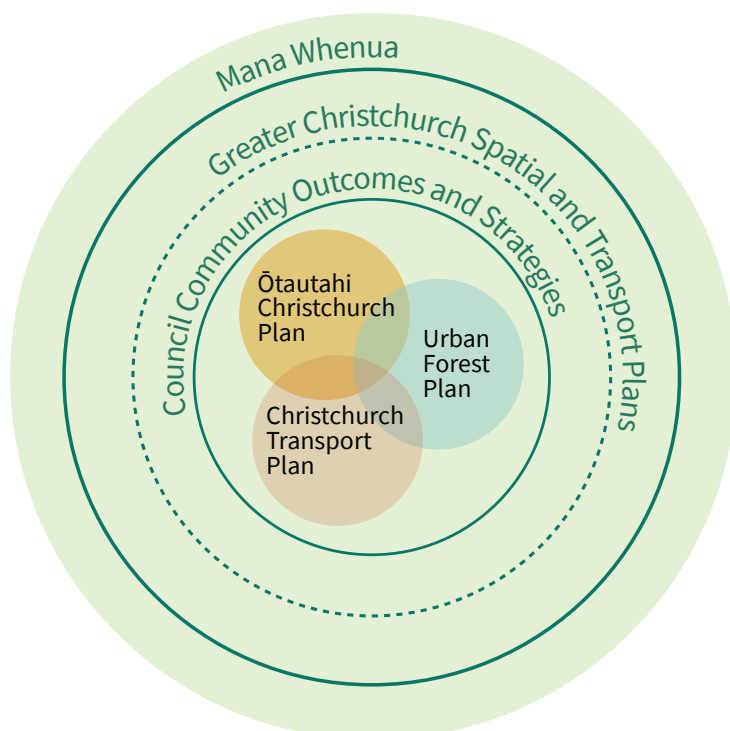 Mana Whenua
Greater Christchurch Spatial and Transport Plans
Council Community Outcomes and Strategies
Ōtautahi
Christchurch
Plan
Urban
Forest
Plan
Christchurch
Transport
Plan